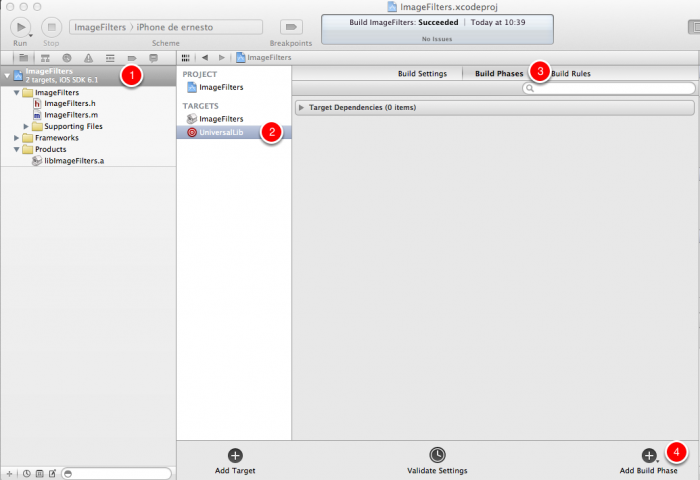 ImageFilters.xcodeproj
Run
Stop
ImageFilters 〉iPhone de ernesto
Scheme
Breakpoints
Build ImageFilters: Succeeded | Today at 10:39
No Issues
ImageFilters
ImageFilters
2 targets, iOS SDK 6.1
1
ImageFilters
h ImageFilters.h
m ImageFilters.m
Supporting Files
Frameworks
Products
libImageFilters.a
PROJECT
ImageFilters
TARGETS
ImageFilters
UniversalLib
2
Build Settings
Build Phases
3
Build Rules
Target Dependencies (0 items)
Add Target
Validate Settings
4
Add Build Phase